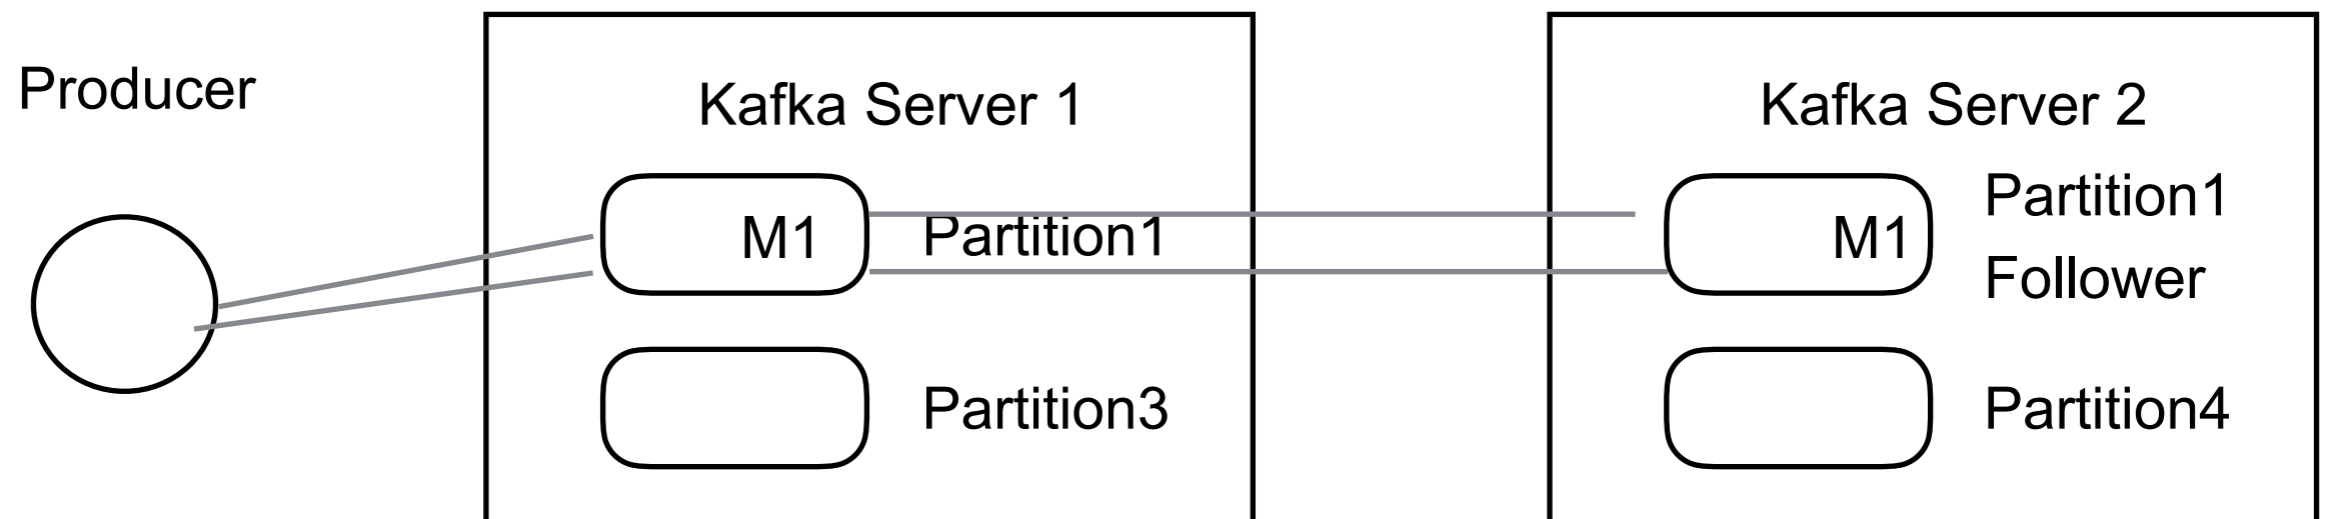 Producer
Kafka Server 1
M1
Partition1
Partition3
Kafka Server 2
M1
Partition1
Follower
Partition4